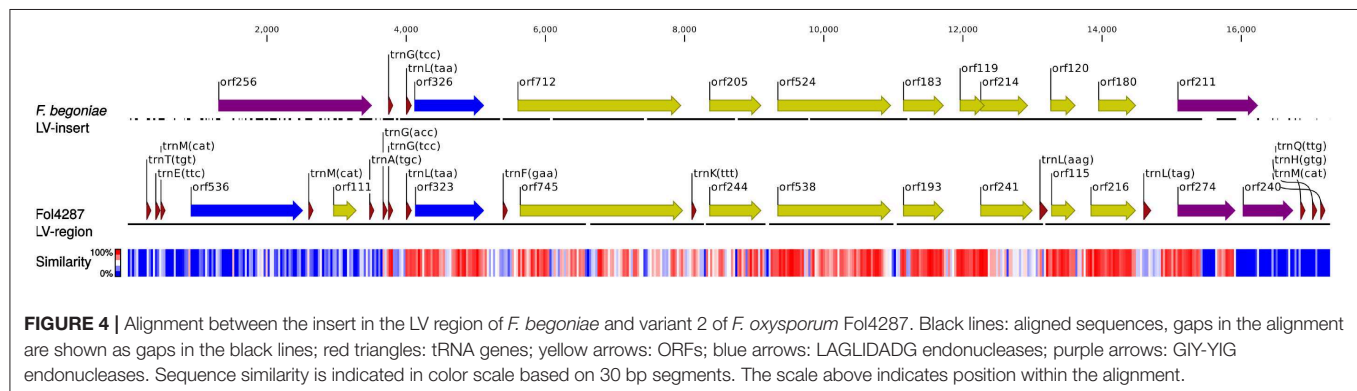 2,000 4,000 6,000 8,000 10,000 12,000 14,000 16,000
trnG(tcc)
trnL(taa)
orf119
orf256 orf326 orf712 orf205 orf524 orf183 orf214 orf120 orf180 orf211
F. begoniae
LV-insert
trnG(acc)
trnM(cat) trnG(tcc) trnQ(ttg)
trnT(tgt) trnA(tgc) trnL(aag) trnH(gtg)
trnE(ttc) trnM(cat) trnL(taa) trnF(gaa) trnK(ttt) trnL(tag) trnM(cat)
orf536 orf111 orf323 orf745 orf244 orf538 orf193 orf241 orf115 orf216 orf274 orf240
Fol4287
LV-region
100%
Similarity
0%
FIGURE 4 | Alignment between the insert in the LV region of F. begoniae and variant 2 of F. oxysporum Fol4287. Black lines: aligned sequences, gaps in the alignment
are shown as gaps in the black lines; red triangles: tRNA genes; yellow arrows: ORFs; blue arrows: LAGLIDADG endonucleases; purple arrows: GIY-YIG
endonucleases. Sequence similarity is indicated in color scale based on 30 bp segments. The scale above indicates position within the alignment.